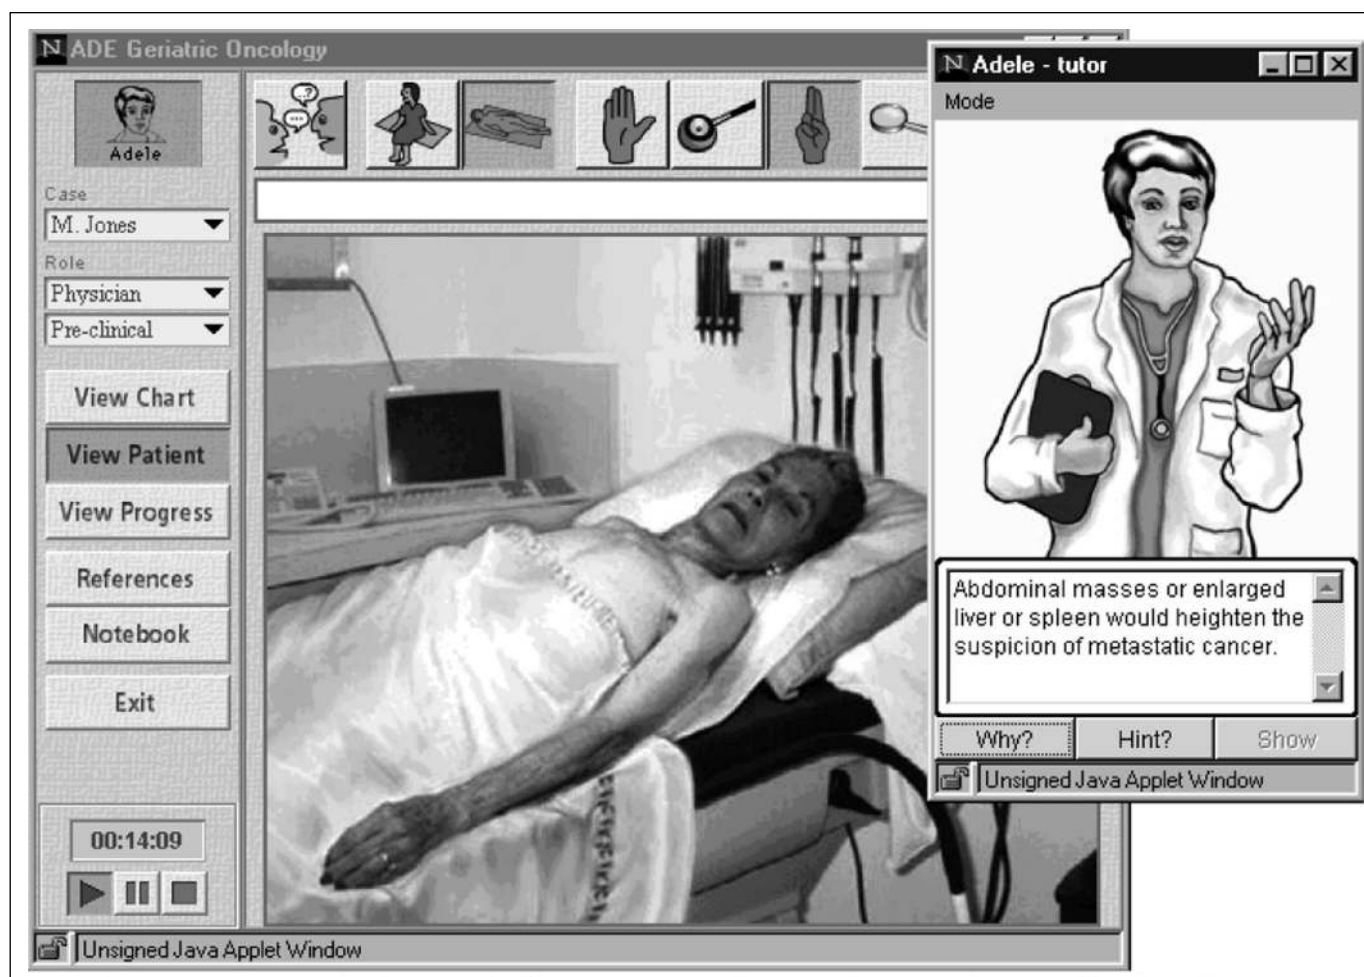 N ADE Geriatric Oncology
Adele
Case
M. Jones
Role
Physician
Pre-clinical
View Chart
View Patient
View Progress
References
Notebook
Exit
00:14:09
Unsigned Java Applet Window
?
...
N Adele - tutor
Mode
Abdominal masses or enlarged
liver or spleen would heighten the
suspicion of metastatic cancer.
Why? Hint? Show
Unsigned Java Applet Window